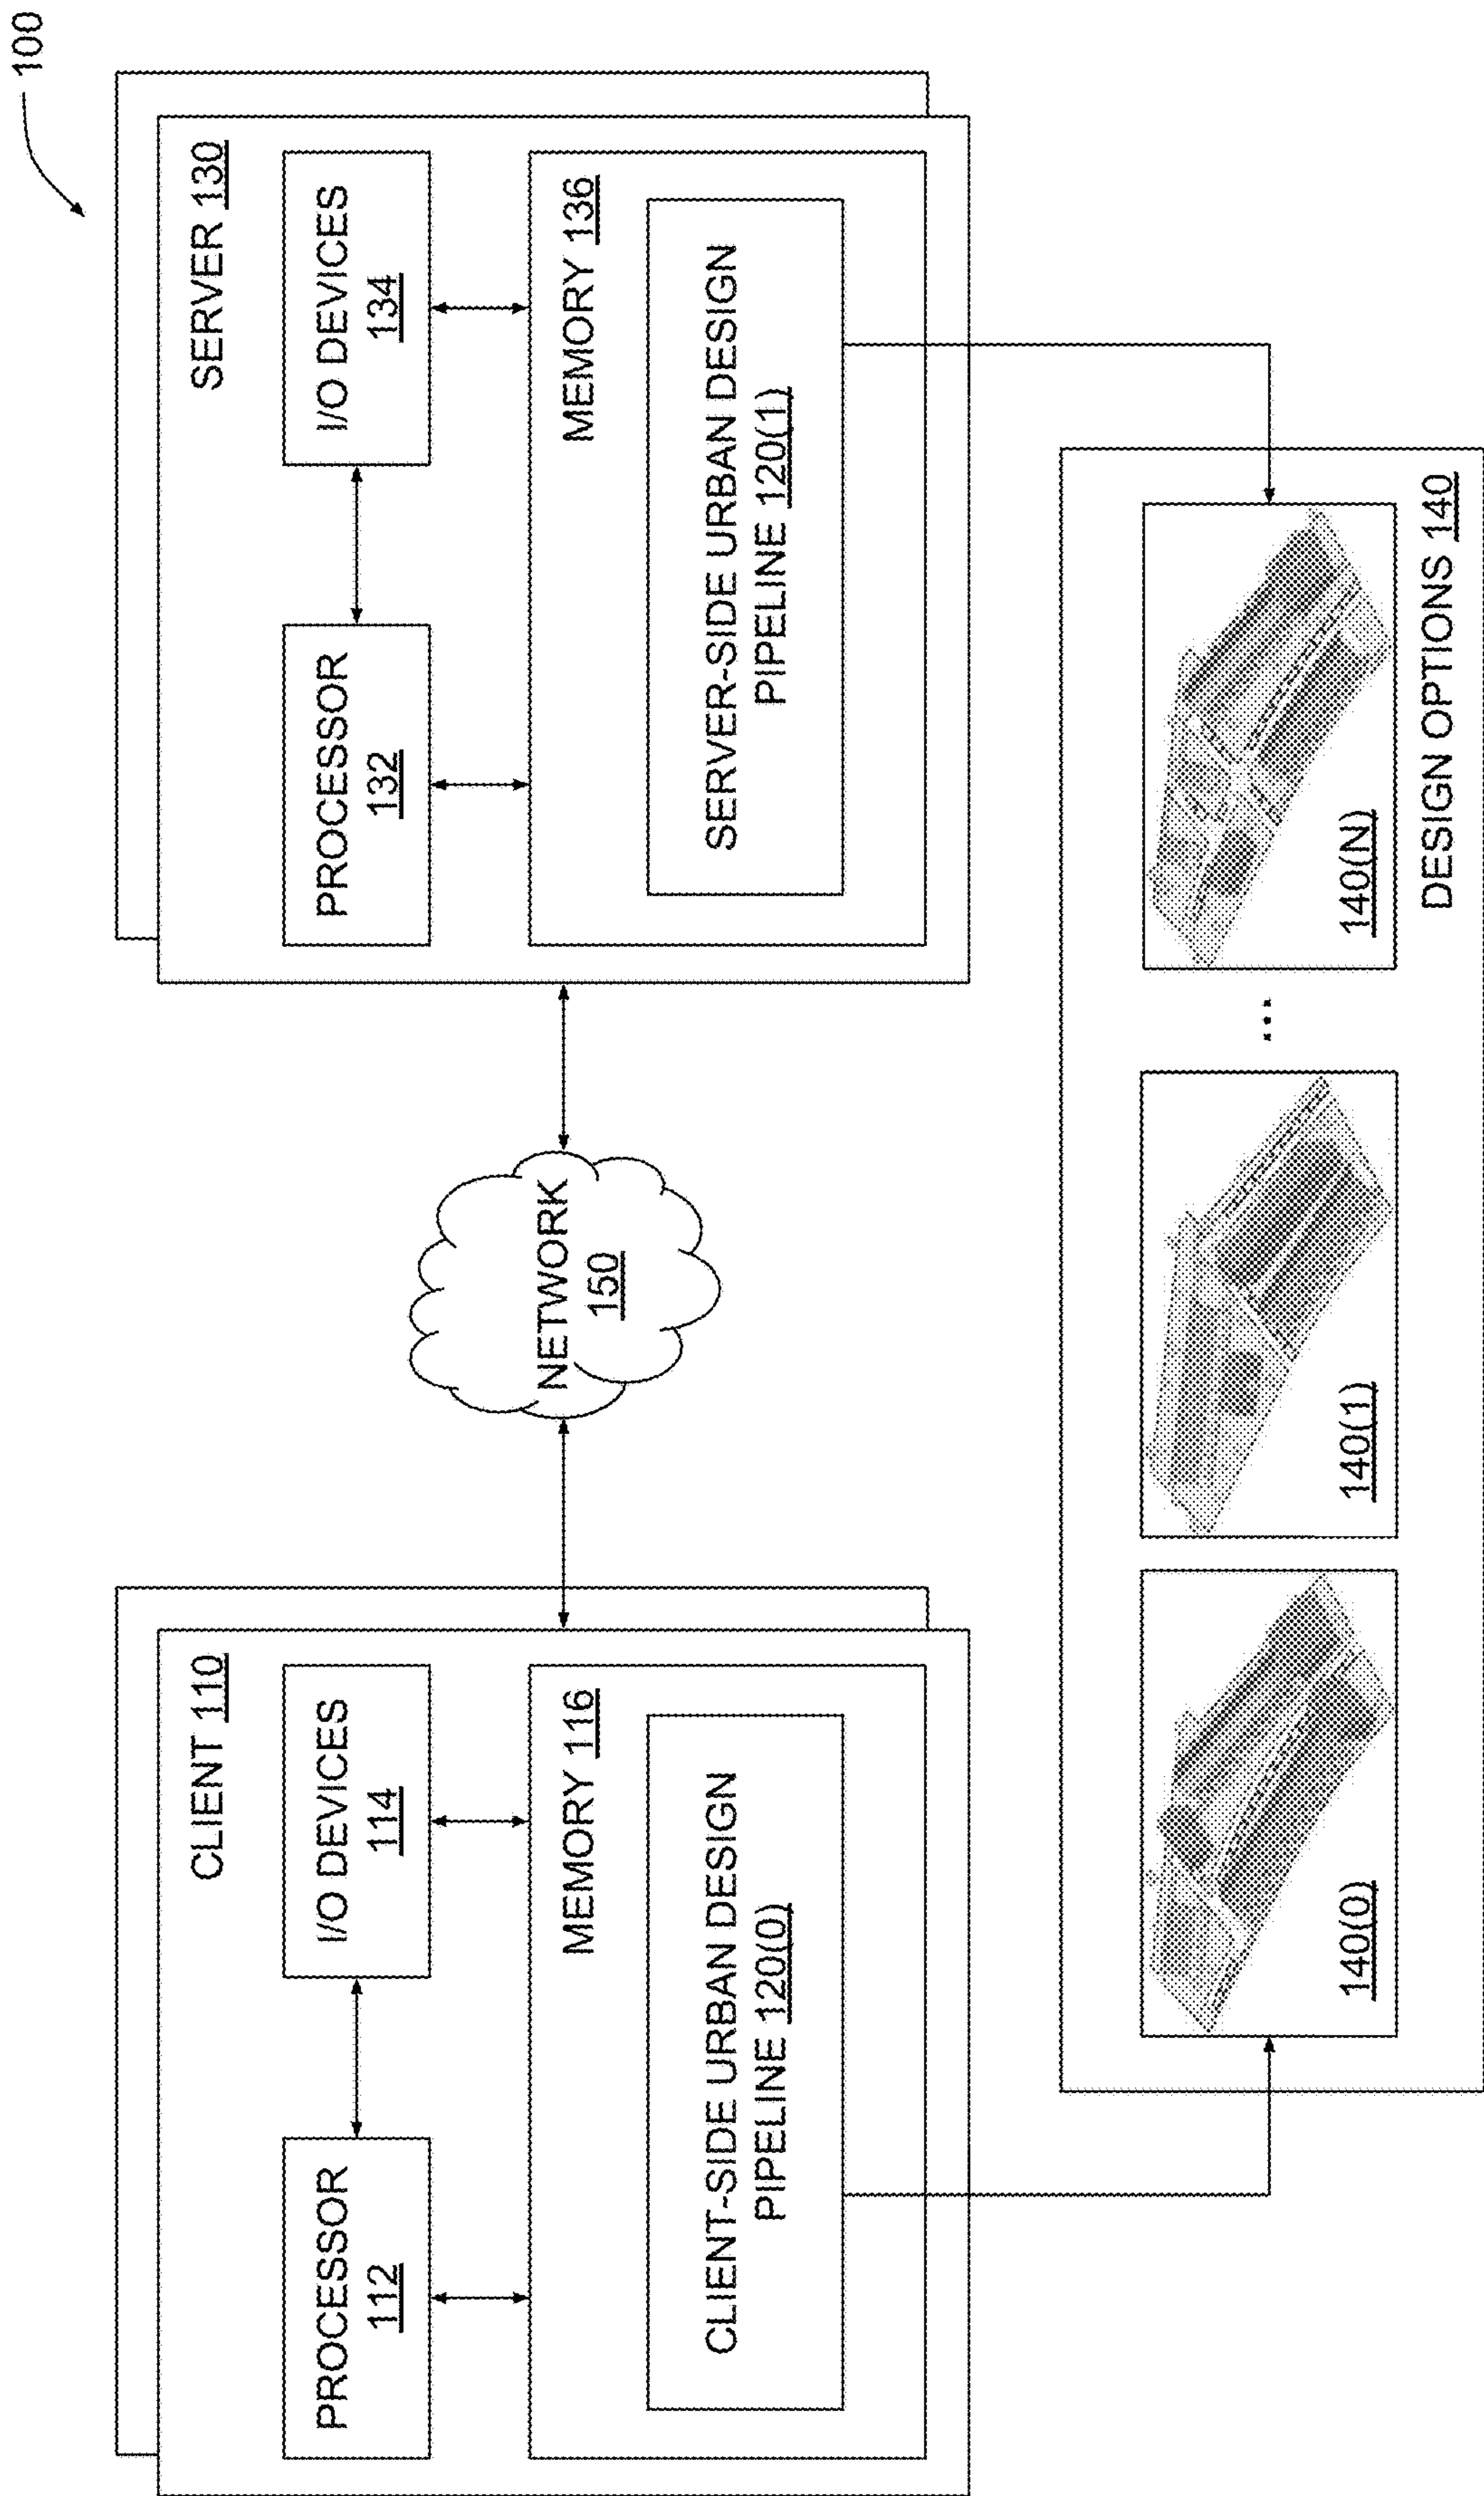 100
CLIENT 110
PROCESSOR
112
I/O DEVICES
114
MEMORY 116
CLIENT-SIDE URBAN DESIGN
PIPELINE 120(0)
NETWORK
150
SERVER 130
PROCESSOR
132
I/O DEVICES
134
MEMORY 136
SERVER-SIDE URBAN DESIGN
PIPELINE 120(1)
140(0)
140(1)
...
140(N)
DESIGN OPTIONS 140